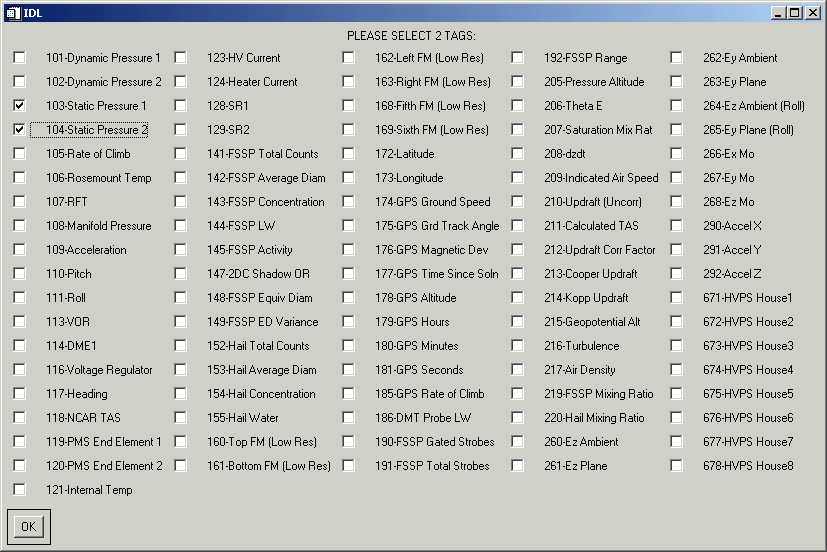 IDL
PLEASE SELECT 2 TAGS:
101-Dynamic Pressure 1
102-Dynamic Pressure 2
103-Static Pressure 1
104-Static Pressure 2
105-Rate of Climb
106-Rosemount Temp
107-RFT
108-Manifold Pressure
109-Acceleration
110-Pitch
111-Roll
113-VOR
114-DME1
116-Voltage Regulator
117-Heading
118-NCAR TAS
119-PMS End Element 1
120-PMS End Element 2
121-Internal Temp
123-HV Current
124-Heater Current
128-SR1
129-SR2
141-FSSP Total Counts
142-FSSP Average Diam
143-FSSP Concentration
144-FSSP LW
145-FSSP Activity
147-2DC Shadow OR
148-FSSP Equiv Diam
149-FSSP ED Variance
152-Hail Total Counts
153-Hail Average Diam
154-Hail Concentration
155-Hail Water
160-Top FM (Low Res)
161-Bottom FM (Low Res)
162-Left FM (Low Res)
163-Right FM (Low Res)
168-Fifth FM (Low Res)
169-Sixth FM (Low Res)
172-Latitude
173-Longitude
174-GPS Ground Speed
175-GPS Grd Track Angle
176-GPS Magnetic Dev
177-GPS Time Since Soln
178-GPS Altitude
179-GPS Hours
180-GPS Minutes
181-GPS Seconds
185-GPS Rate of Climb
186-DMT Probe LW
190-FSSP Gated Strobes
191-FSSP Total Strobes
192-FSSP Range
205-Pressure Altitude
206-Theta E
207-Saturation Mix Rat
208-dzdt
209-Indicated Air Speed
210-Updraft (Uncorr)
211-Calculated TAS
212-Updraft Corr Factor
213-Cooper Updraft
214-Kopp Updraft
215-Geopotential Alt
216-Turbulence
217-Air Density
219-FSSP Mixing Ratio
220-Hail Mixing Ratio
260-Ez Ambient
261-Ez Plane
262-Ey Ambient
263-Ey Plane
264-Ez Ambient (Roll)
265-Ey Plane (Roll)
266-Ex Mo
267-Ey Mo
268-Ez Mo
290-Accel X
291-Accel Y
292-Accel Z
671-HVPS House1
672-HVPS House2
673-HVPS House3
674-HVPS House4
675-HVPS House5
676-HVPS House6
677-HVPS House7
678-HVPS House8
OK